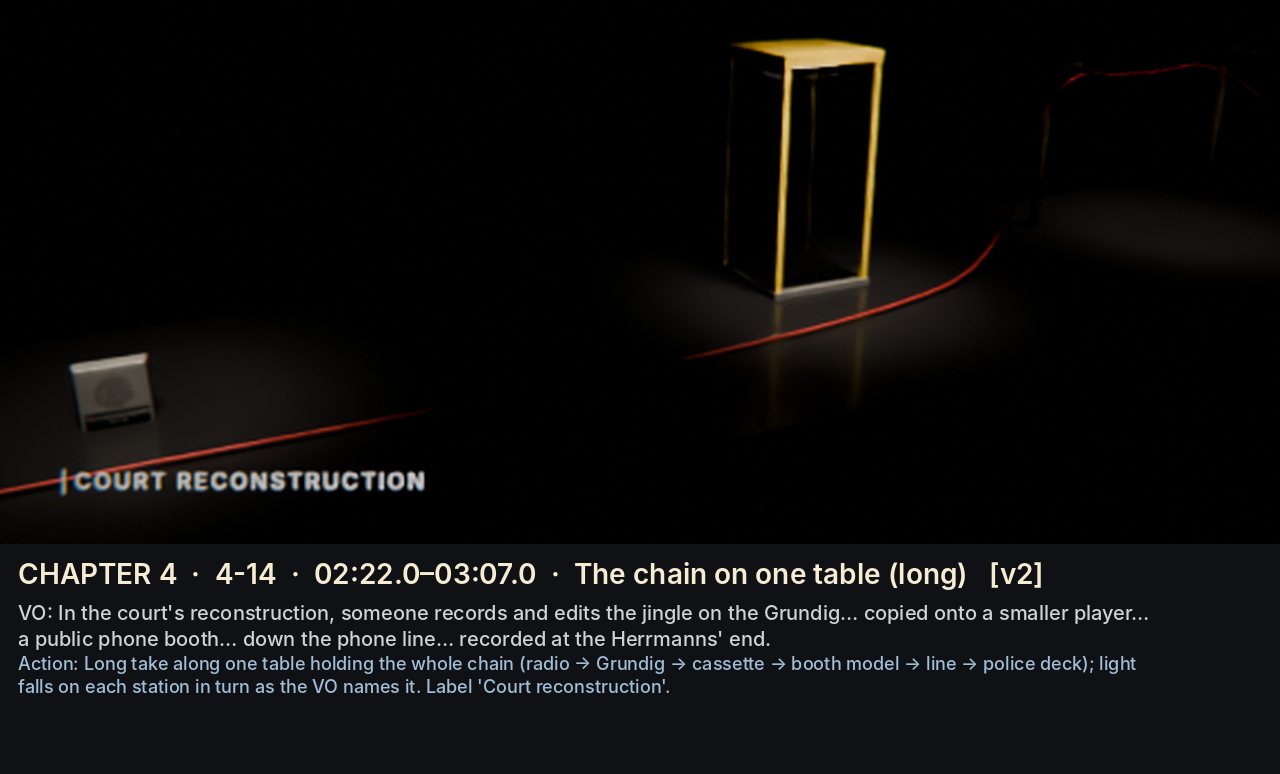 COURT RECONSTRUCTION
CHAPTER 4 · 4-14 · 02:22.0–03:07.0 · The chain on one table (long) [v2]
VO: In the court's reconstruction, someone records and edits the jingle on the Grundig... copied onto a smaller player...
a public phone booth... down the phone line... recorded at the Herrmanns' end.
Action: Long take along one table holding the whole chain (radio → Grundig → cassette → booth model → line → police deck); light
falls on each station in turn as the VO names it. Label 'Court reconstruction'.